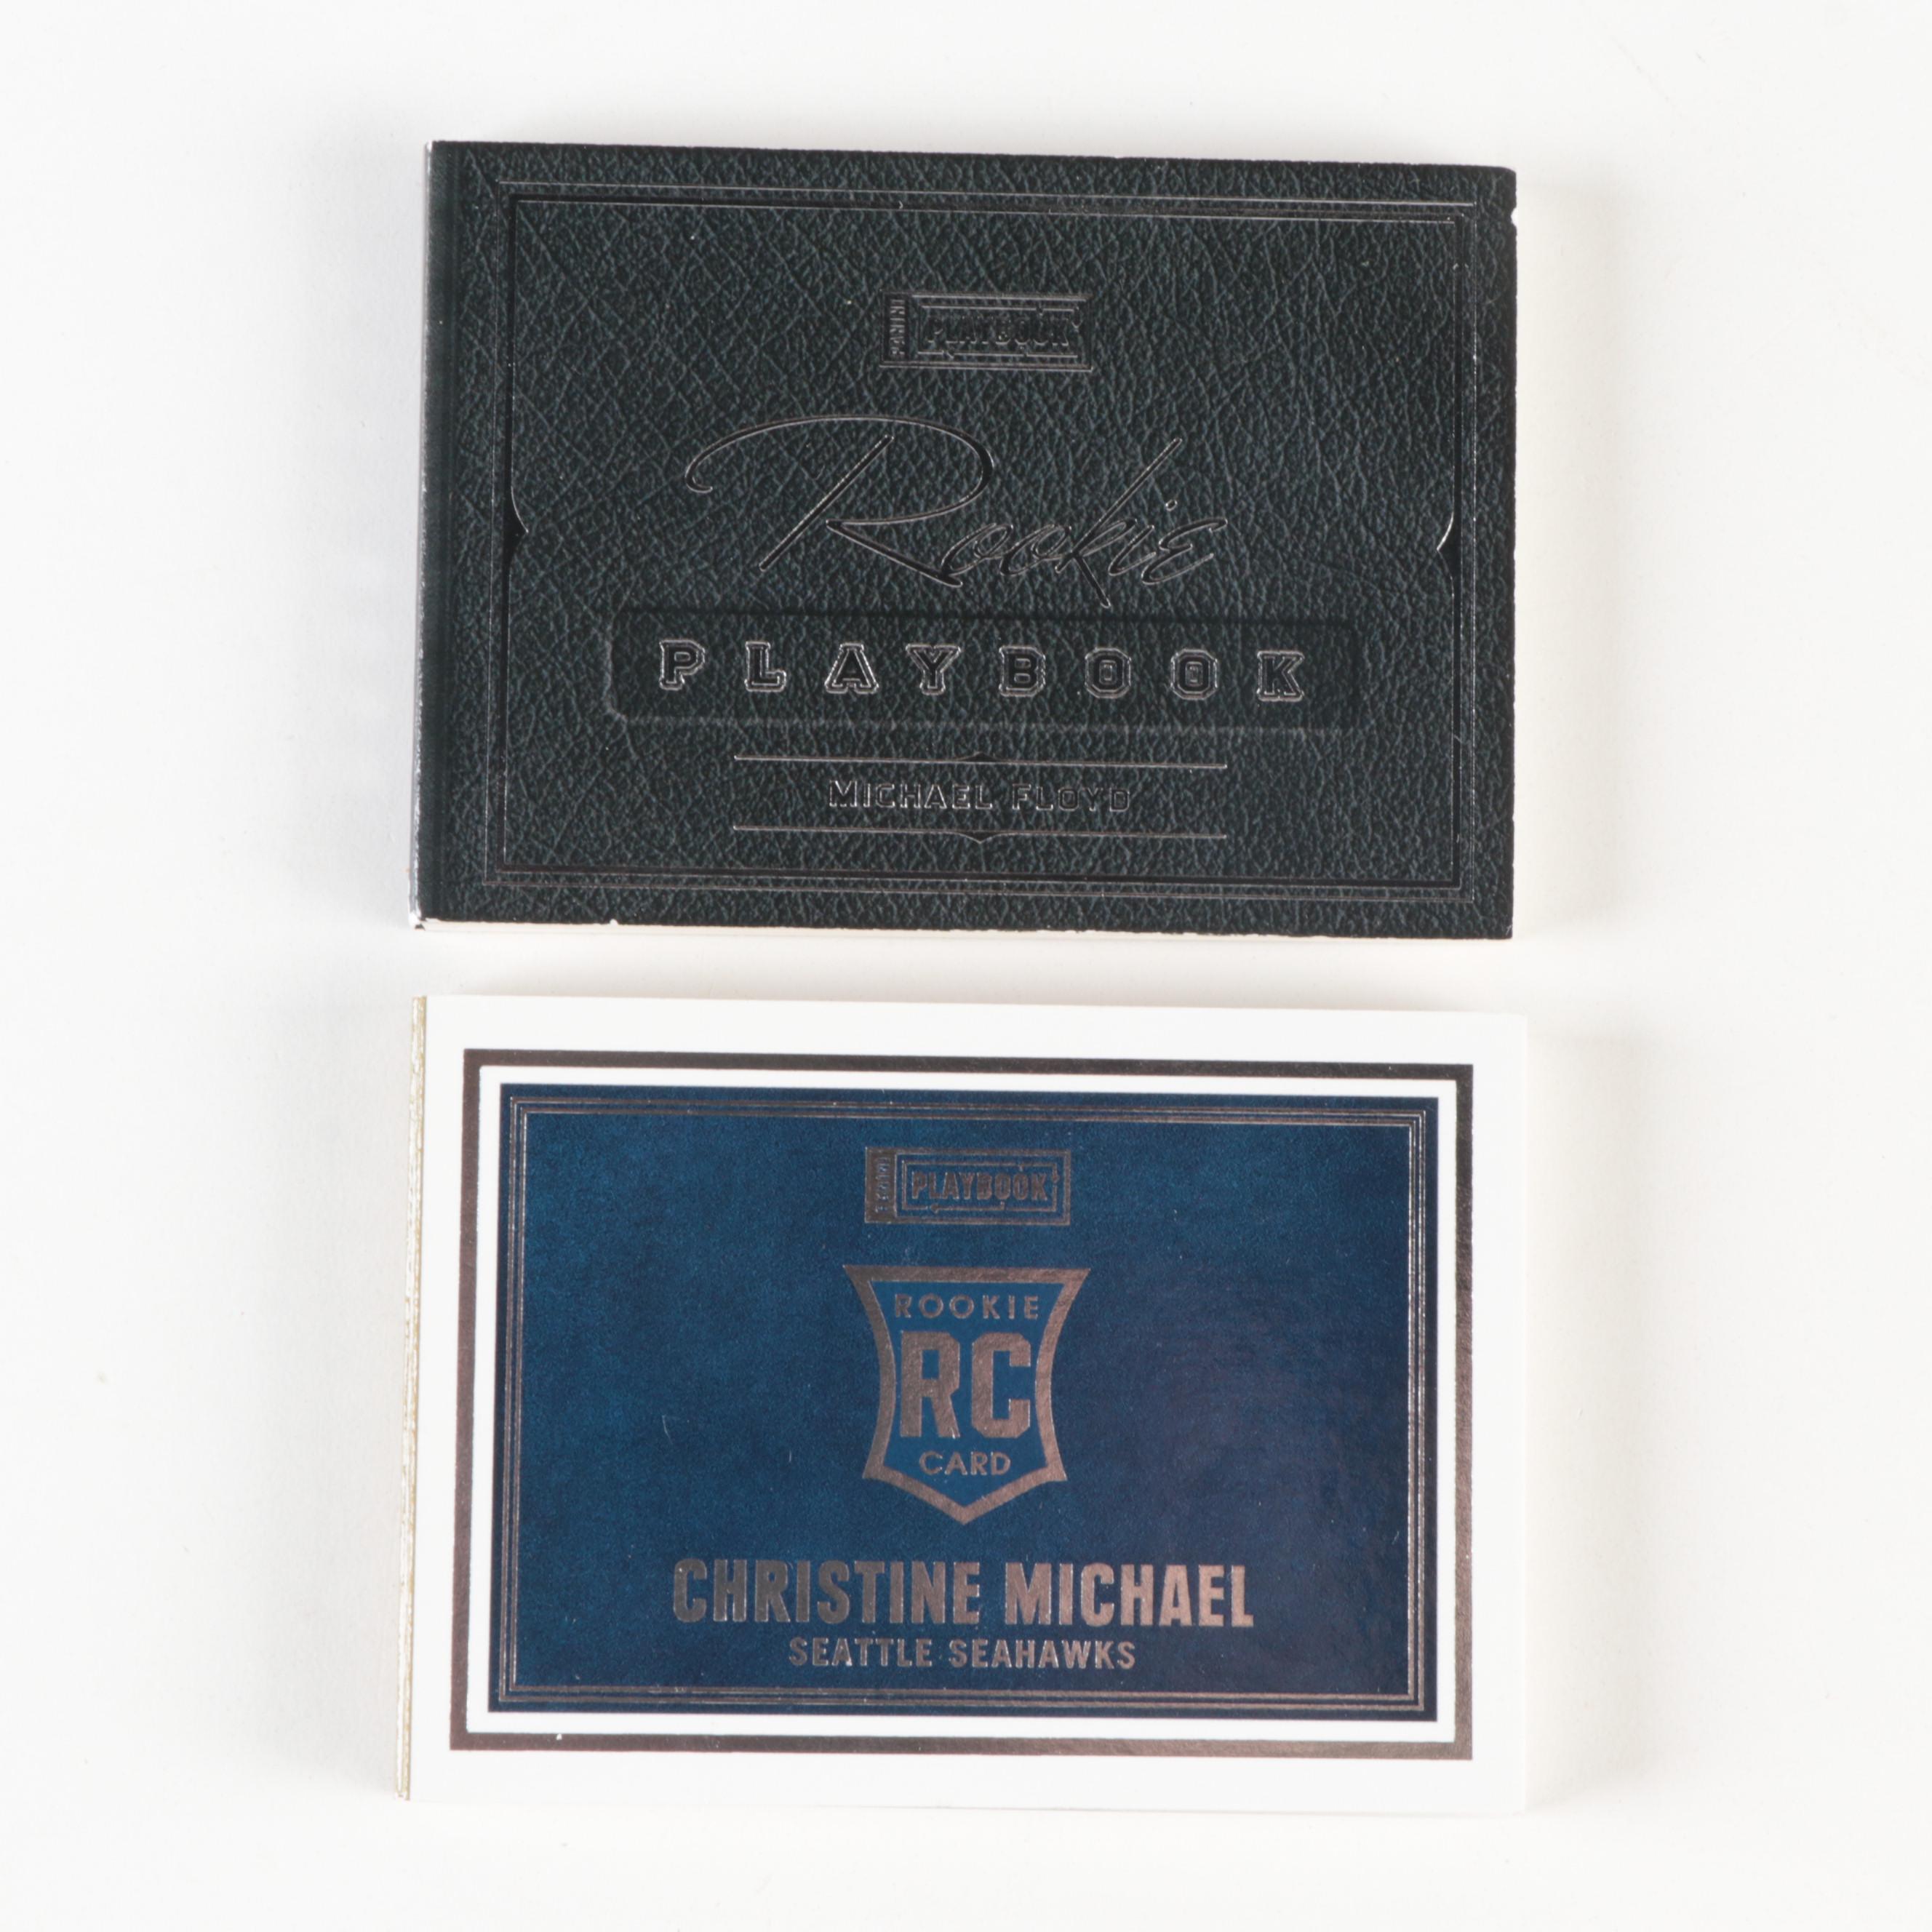 PANINI
PLAYBOOK
Rookie
PLAYBOOK
MICHAEL FLOYD
PANINI
PLAYBOOK
ROOKIE
RC
CARD
CHRISTINE MICHAEL
SEATTLE SEAHAWKS